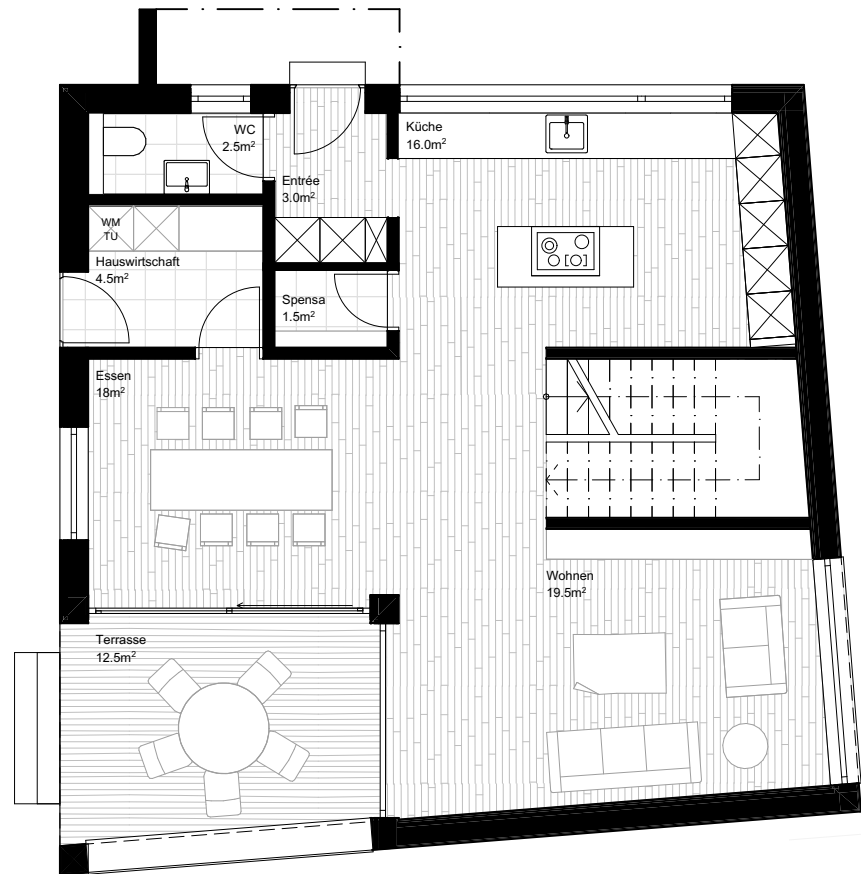 WC
2.5m²
Küche
16.0m²
Entrée
3.0m²
WM
TU
Hauswirtschaft
4.5m²
Spensa
1.5m²
Essen
18m²
Wohnen
19.5m²
Terrasse
12.5m²